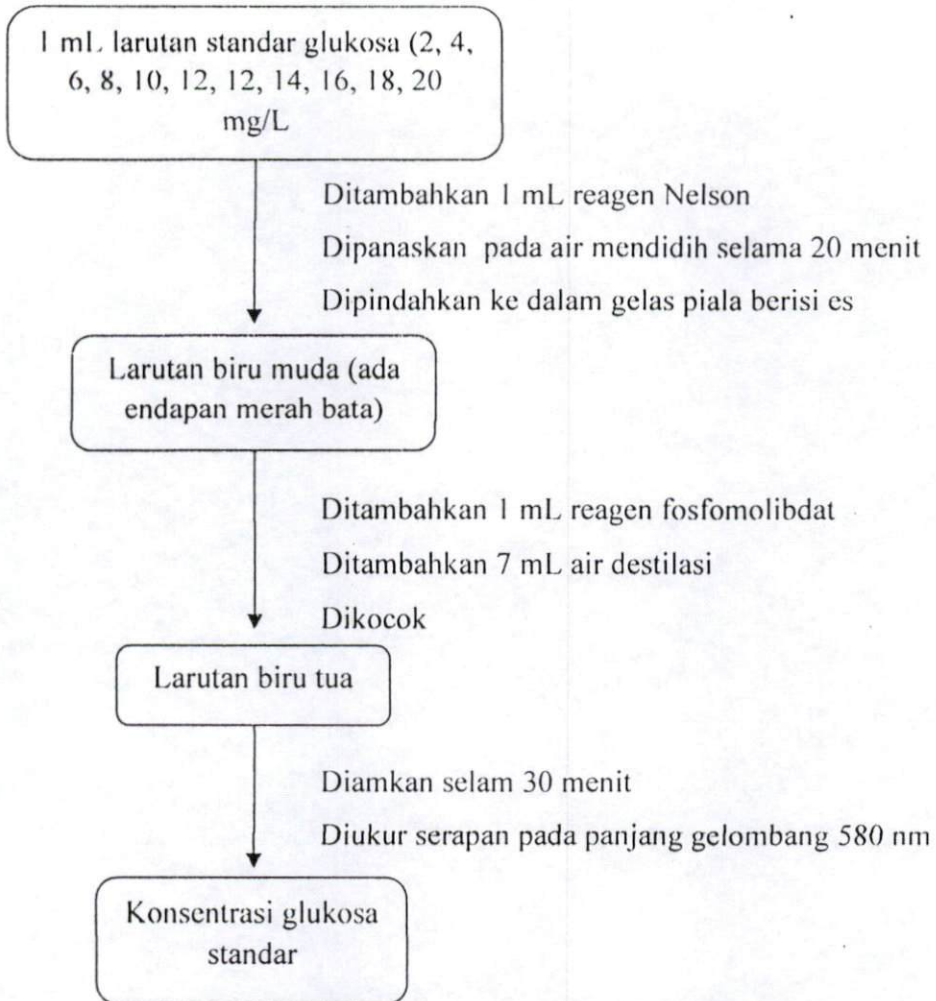 1 mL larutan standar glukosa (2, 4,
6, 8, 10, 12, 12, 14, 16, 18, 20
mg/L
Ditambahkan 1 mL reagen Nelson
Dipanaskan pada air mendidih selama 20 menit
Dipindahkan ke dalam gelas piala berisi es
Larutan biru muda (ada
endapan merah bata)
Ditambahkan 1 mL reagen fosfomolibdat
Ditambahkan 7 mL air destilasi
Dikocok
Larutan biru tua
Diamkan selam 30 menit
Diukur serapan pada panjang gelombang 580 nm
Konsentrasi glukosa
standar